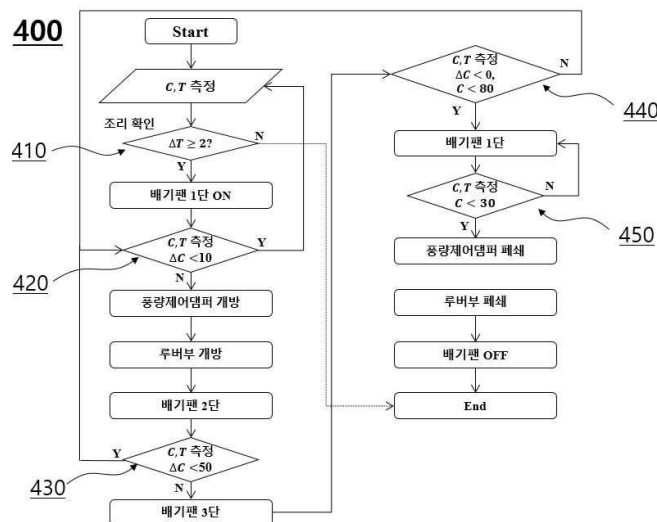 400
Start
C,T 측정
조리 확인
410
ΔT ≥ 2?
N
Y
배기팬 1단 ON
C,T 측정
ΔC <10
Y
420
N
풍량제어댐퍼 개방
루버부 개방
배기팬 2단
Y
C,T 측정
ΔC <50
430
N
배기팬 3단
C,T 측정
ΔC < 0,
C < 80
N
440
Y
배기팬 1단
C,T 측정
C < 30
N
450
Y
풍량제어댐퍼 폐쇄
루버부 폐쇄
배기팬 OFF
End